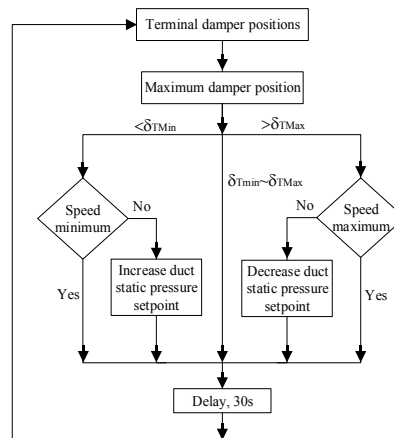 Terminal damper positions
Maximum damper position
<δTMin
>δTMax
δTmin~δTMax
Speed
minimum
No
No
Speed
maximum
Increase duct
static pressure
setpoint
Decrease duct
static pressure
setpoint
Yes
Yes
Delay, 30s